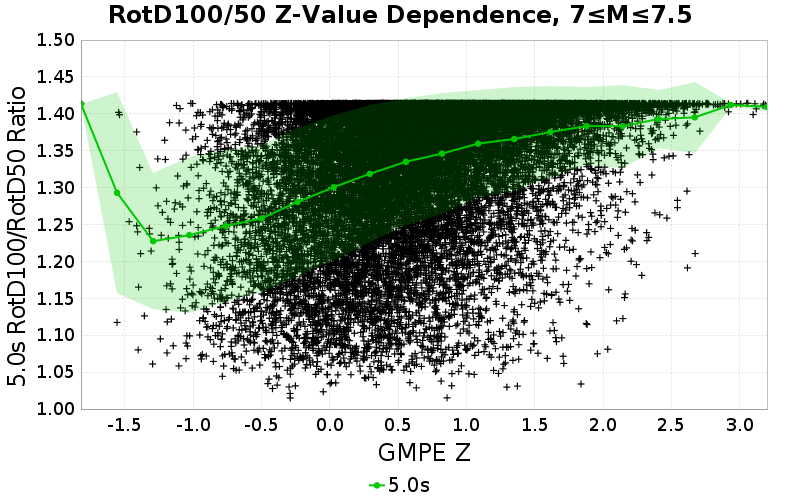 RotD100/50 Z-Value Dependence, 7≤M≤7.5
5.0s RotD100/RotD50 Ratio
1.50
1.45
1.40
1.35
1.30
1.25
1.20
1.15
1.10
1.05
1.00
-1.5 -1.0 -0.5 0.0 0.5 1.0 1.5 2.0 2.5 3.0
GMPE Z
5.0s